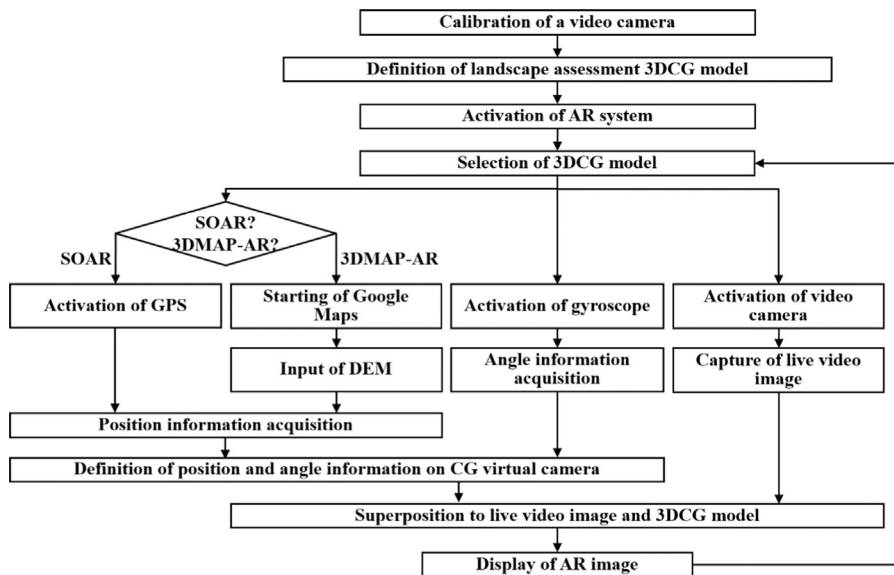 Calibration of a video camera
Definition of landscape assessment 3DCG model
Activation of AR system
Selection of 3DCG model
SOAR?
3DMAP-AR?
SOAR
3DMAP-AR
Activation of GPS
Starting of Google
Maps
Activation of gyroscope
Activation of video
camera
Input of DEM
Angle information
acquisition
Capture of live video
image
Position information acquisition
Definition of position and angle information on CG virtual camera
Superposition to live video image and 3DCG model
Display of AR image